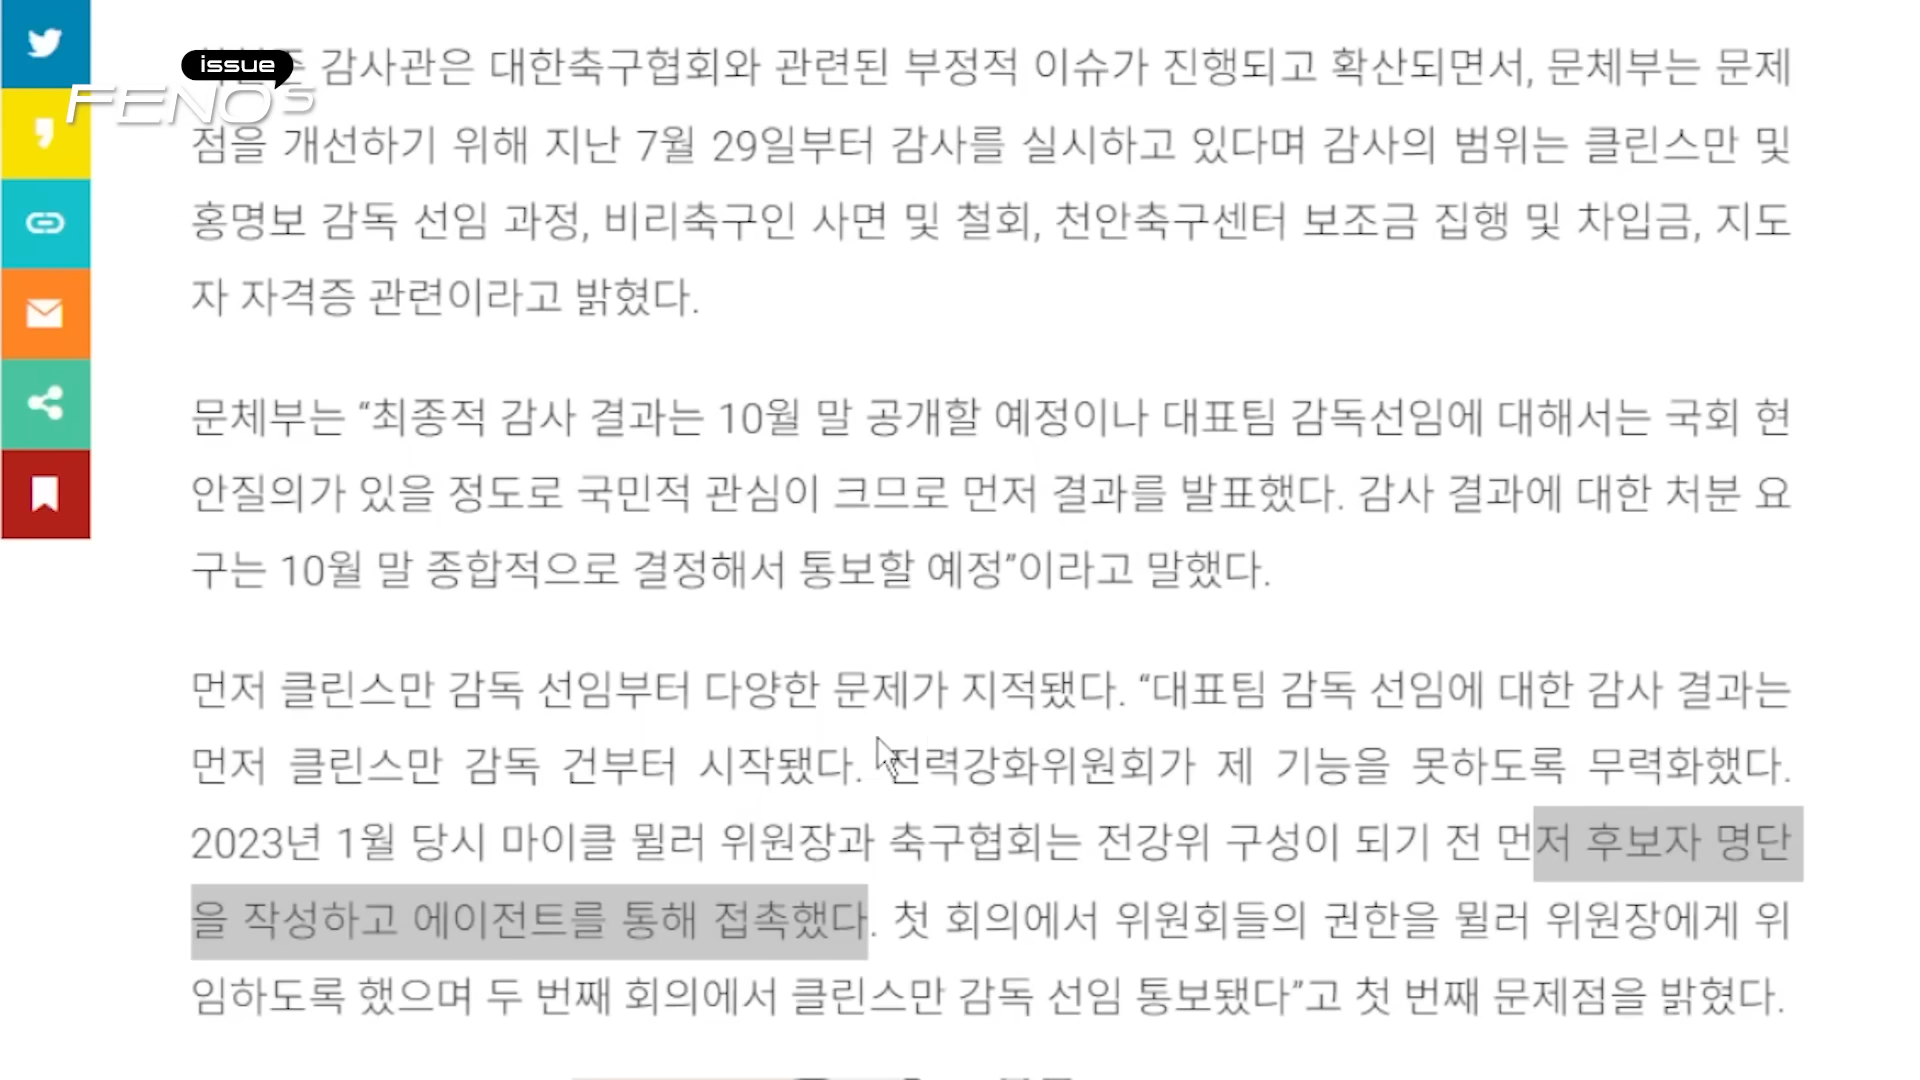 issue
FENO5
감사관은 대한축구협회와 관련된 부정적 이슈가 진행되고 확산되면서, 문체부는 문제
점을 개선하기 위해 지난 7월 29일부터 감사를 실시하고 있다며 감사의 범위는 클린스만 및
홍명보 감독 선임 과정, 비리축구인 사면 및 철회, 천안축구센터 보조금 집행 및 차입금, 지도
자 자격증 관련이라고 밝혔다.
문체부는 “최종적 감사 결과는 10월 말 공개할 예정이나 대표팀 감독선임에 대해서는 국회 현
안질의가 있을 정도로 국민적 관심이 크므로 먼저 결과를 발표했다. 감사 결과에 대한 처분 요
구는 10월 말 종합적으로 결정해서 통보할 예정”이라고 말했다.
먼저 클린스만 감독 선임부터 다양한 문제가 지적됐다. “대표팀 감독 선임에 대한 감사 결과는
먼저 클린스만 감독 건부터 시작됐다. 전력강화위원회가 제 기능을 못하도록 무력화했다.
2023년 1월 당시 마이클 뮐러 위원장과 축구협회는 전강위 구성이 되기 전 먼저 후보자 명단
을 작성하고 에이전트를 통해 접촉했다. 첫 회의에서 위원회들의 권한을 뮐러 위원장에게 위
임하도록 했으며 두 번째 회의에서 클린스만 감독 선임 통보됐다”고 첫 번째 문제점을 밝혔다.